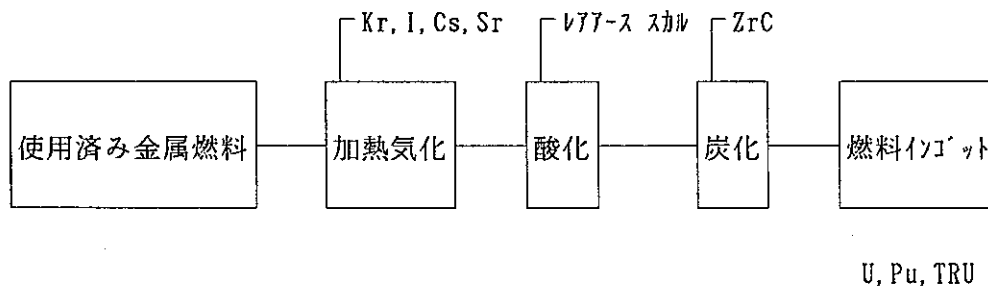 Kr, I, Cs, Sr
ﾚｱｱｰｽ ｽｶﾙ
ZrC
使用済み金属燃料
加熱気化
酸化
炭化
燃料ｲﾝｺﾞｯﾄ
U, Pu, TRU